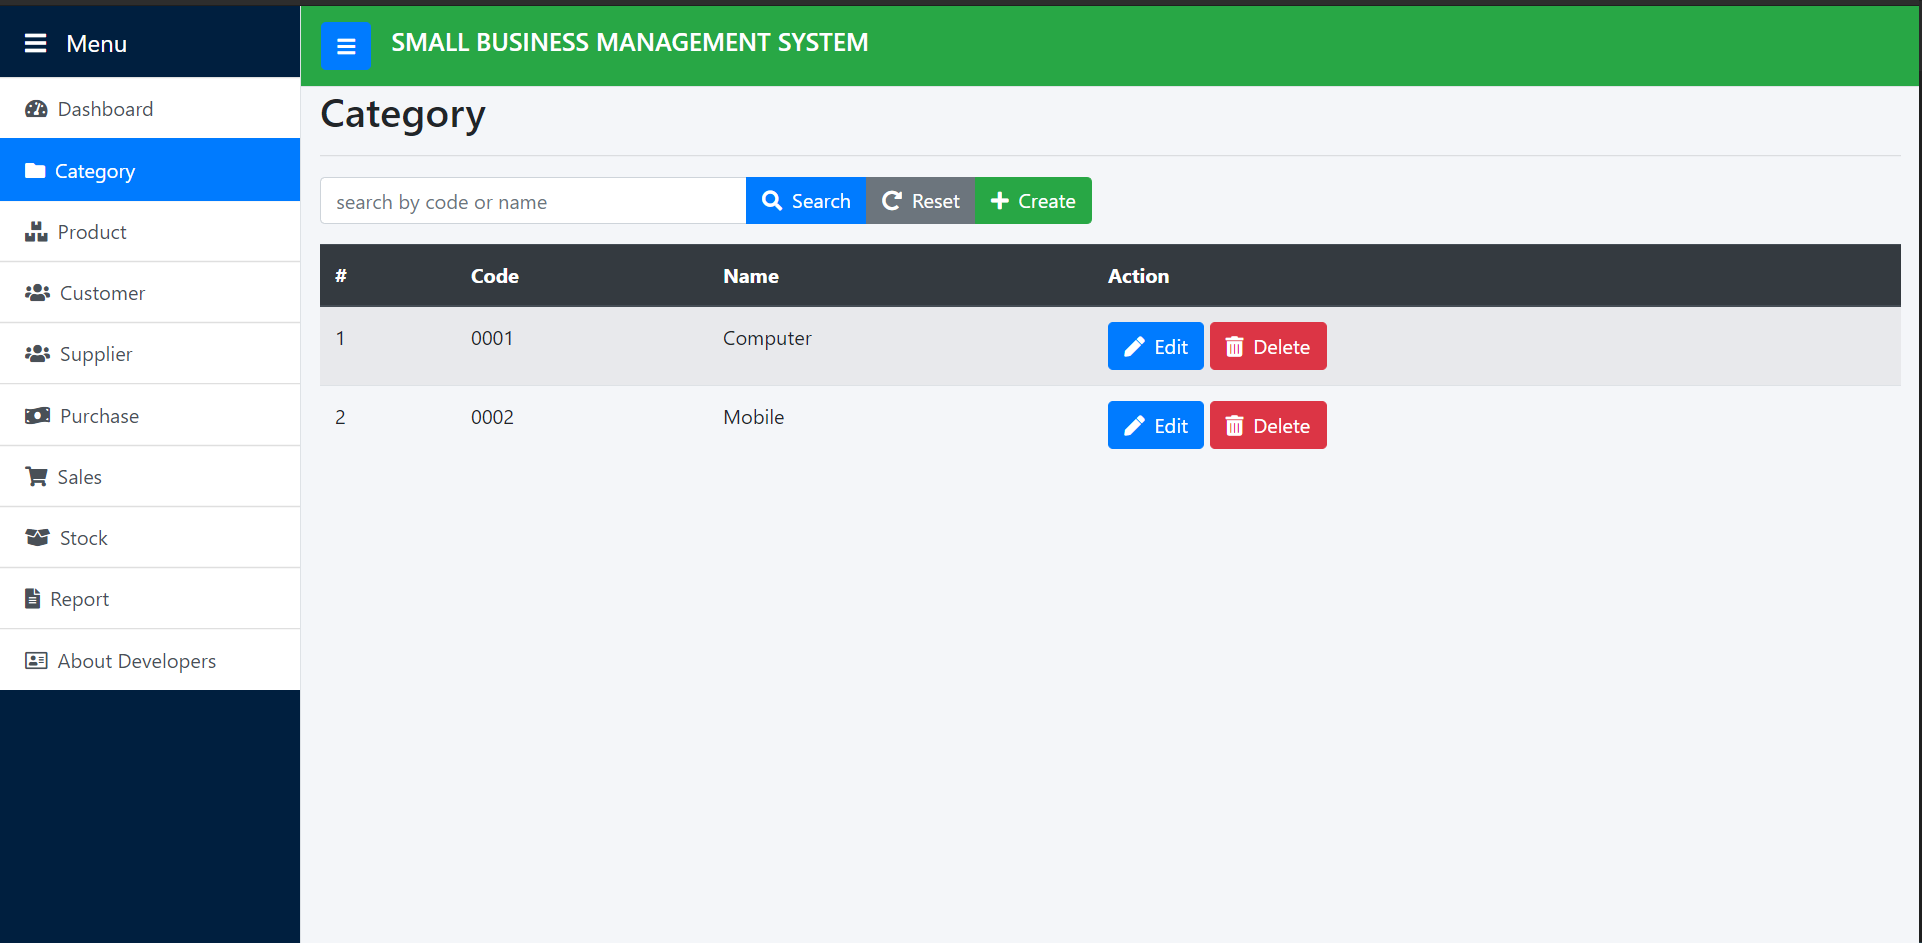 Menu
SMALL BUSINESS MANAGEMENT SYSTEM
Dashboard
Category
Product
Customer
Supplier
Purchase
Sales
Stock
Report
About Developers
Category
search by code or name Search Reset Create
# Code Name Action
1 0001 Computer Edit Delete
2 0002 Mobile Edit Delete